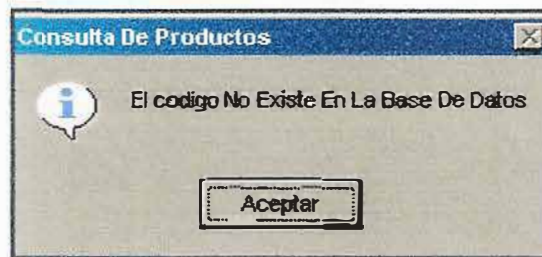 Consulta De Productos
El codigo No Existe En La Base De Datos
Aceptar